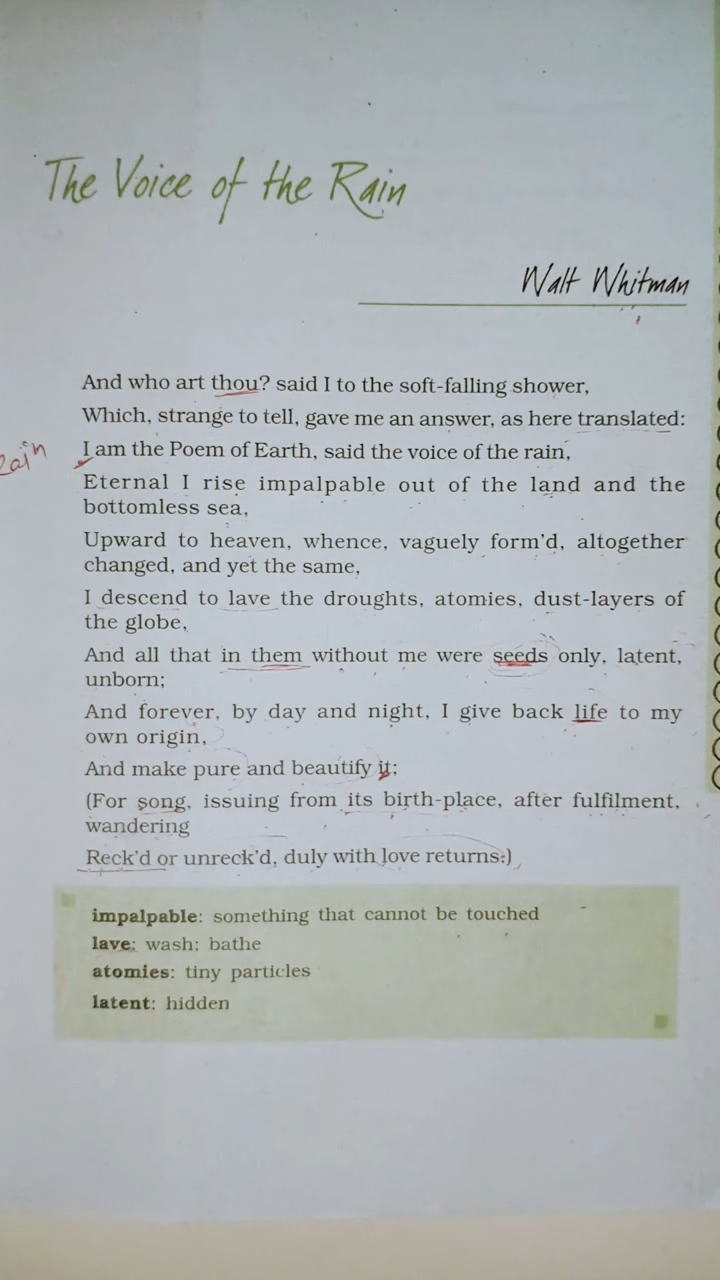 The Voice of the Rain
Walt Whitman
And who art thou? said I to the soft-falling shower,
Which, strange to tell, gave me an answer, as here translated:
Rain
I am the Poem of Earth, said the voice of the rain,
Eternal I rise impalpable out of the land and the
bottomless sea,
Upward to heaven, whence, vaguely form'd, altogether
changed, and yet the same,
I descend to lave the droughts, atomies, dust-layers of
the globe,
And all that in them without me were seeds only, latent,
unborn;
And forever, by day and night, I give back life to my
own origin,
And make pure and beautify it;
(For song, issuing from its birth-place, after fulfilment,
wandering
Reck'd or unreck'd, duly with love returns.)
impalpable: something that cannot be touched
lave: wash; bathe
atomies: tiny particles
latent: hidden